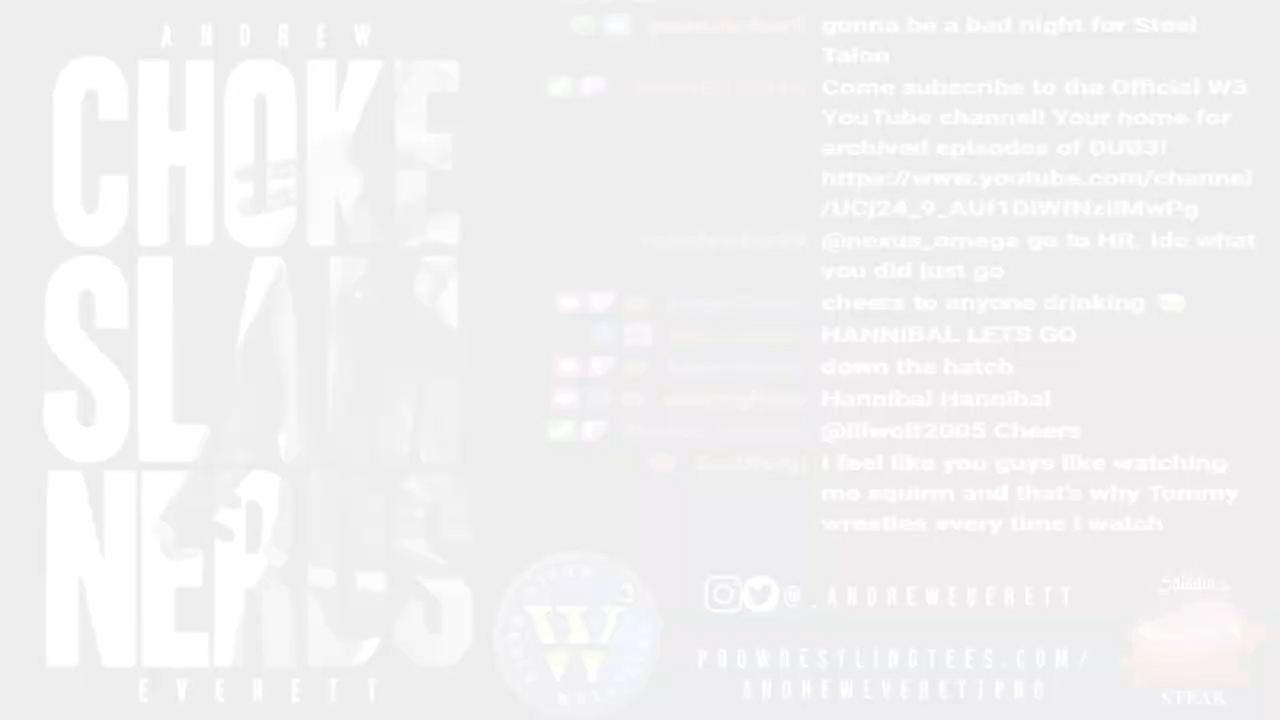 ANDREW
CHOKE
SLAM
NERDS
EVERETT
gonna be a bad night for Steel
Talon
Come subscribe to the Official W3
YouTube channel! Your home for
archived episodes of DUB3!
https://www.youtube.com/channel
@nexus_omega go to HR. Idc what
you did just go
cheers to anyone drinking
HANNIBAL LETS GO
down the hatch
Hannibal Hannibal
@lilwolf2005 Cheers
I feel like you guys like watching
me squirm and that's why Tommy
wrestles every time I watch
W3
@_ANDREWEVERETT
PROWRESTLINGTEES.COM/
ANDREWEVERETTPRO
STEAK